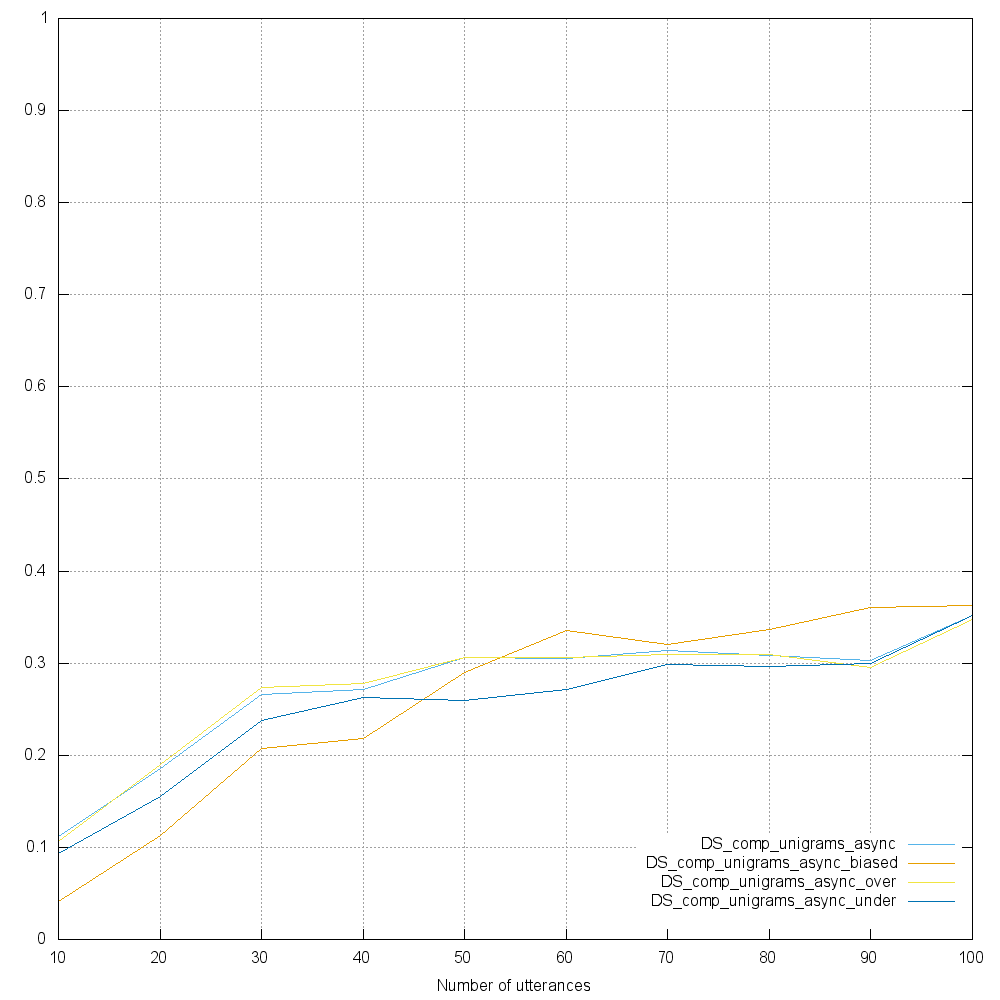 1
0.9
0.8
0.7
0.6
0.5
0.4
0.3
0.2
0.1
0
DS_comp_unigrams_async
DS_comp_unigrams_async_biased
DS_comp_unigrams_async_over
DS_comp_unigrams_async_under
10 20 30 40 50 60 70 80 90 100
Number of utterances